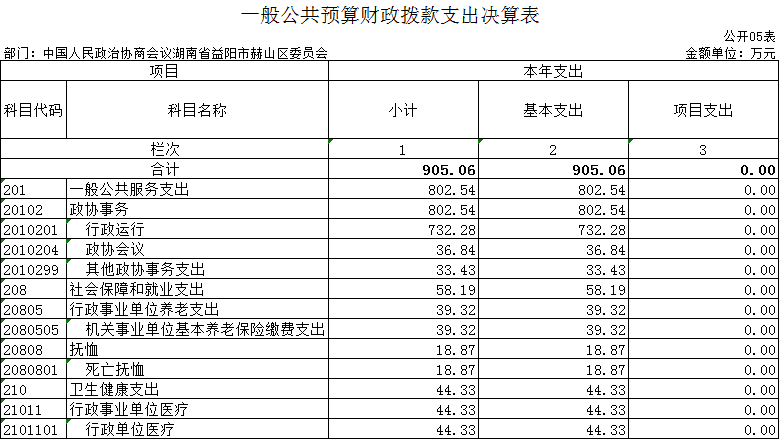 一般公共预算财政拨款支出决算表
公开05表
部门：中国人民政治协商会议湖南省益阳市赫山区委员会 金额单位：万元
项目 本年支出
科目代码 科目名称 小计 基本支出 项目支出
栏次 1 2 3
合计 905.06 905.06 0.00
201 一般公共服务支出 802.54 802.54 0.00
20102 政协事务 802.54 802.54 0.00
2010201 行政运行 732.28 732.28 0.00
2010204 政协会议 36.84 36.84 0.00
2010299 其他政协事务支出 33.43 33.43 0.00
208 社会保障和就业支出 58.19 58.19 0.00
20805 行政事业单位养老支出 39.32 39.32 0.00
2080505 机关事业单位基本养老保险缴费支出 39.32 39.32 0.00
20808 抚恤 18.87 18.87 0.00
2080801 死亡抚恤 18.87 18.87 0.00
210 卫生健康支出 44.33 44.33 0.00
21011 行政事业单位医疗 44.33 44.33 0.00
2101101 行政单位医疗 44.33 44.33 0.00